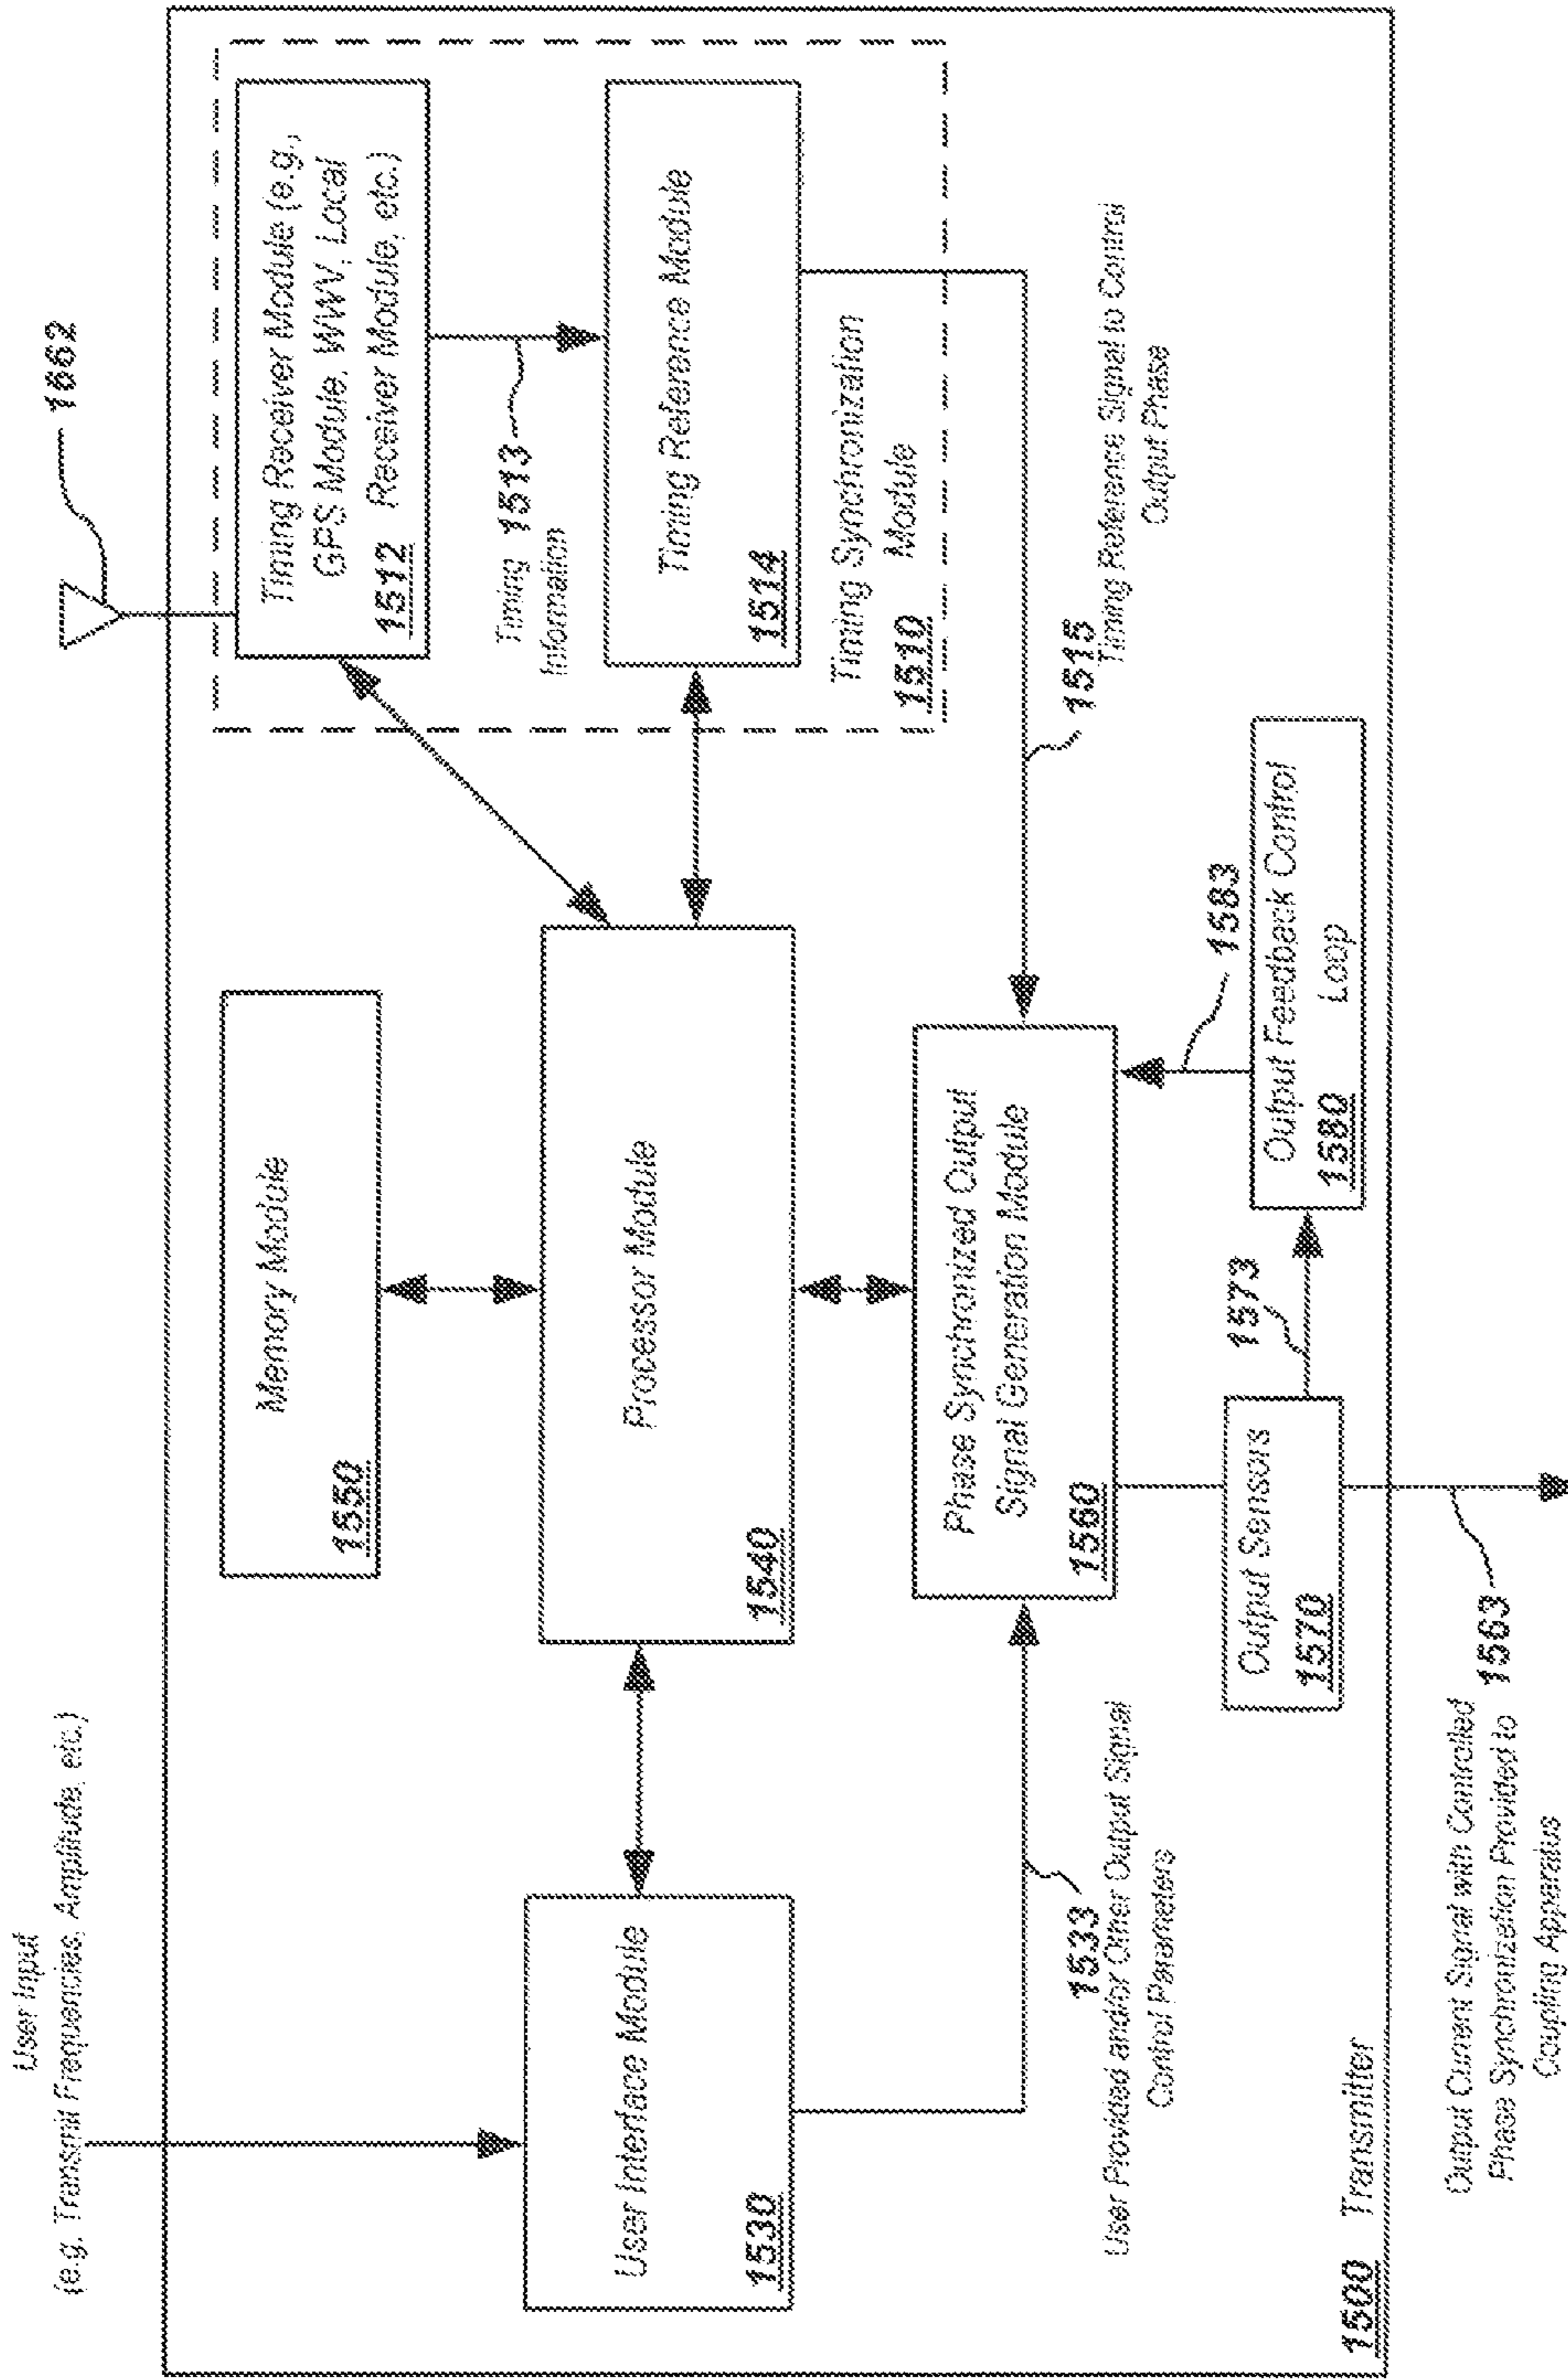 User Input
(e.g. Transmit Frequencies, Amplitude, etc.)
1662
Timing Receiver Module (e.g.,
GPS Module, WWV, Local
1512 Receiver Module, etc.)
Timing 1513
Information
Timing Reference Module
1514
Timing Synchronization
1510 Module
Memory Module
1550
Processor Module
1540
User Interface Module
1530
1515
Timing Reference Signal to Control
Output Phase
Phase Synchronized Output
Signal Generation Module
1560
1533
User Provided and/or Other Output Signal
Control Parameters
1583
Output Feedback Control
1580 Loop
1573
Output Sensors
1570
1500 Transmitter
Output Current Signal with Controlled
Phase Synchronization Provided to 1563
Coupling Apparatus